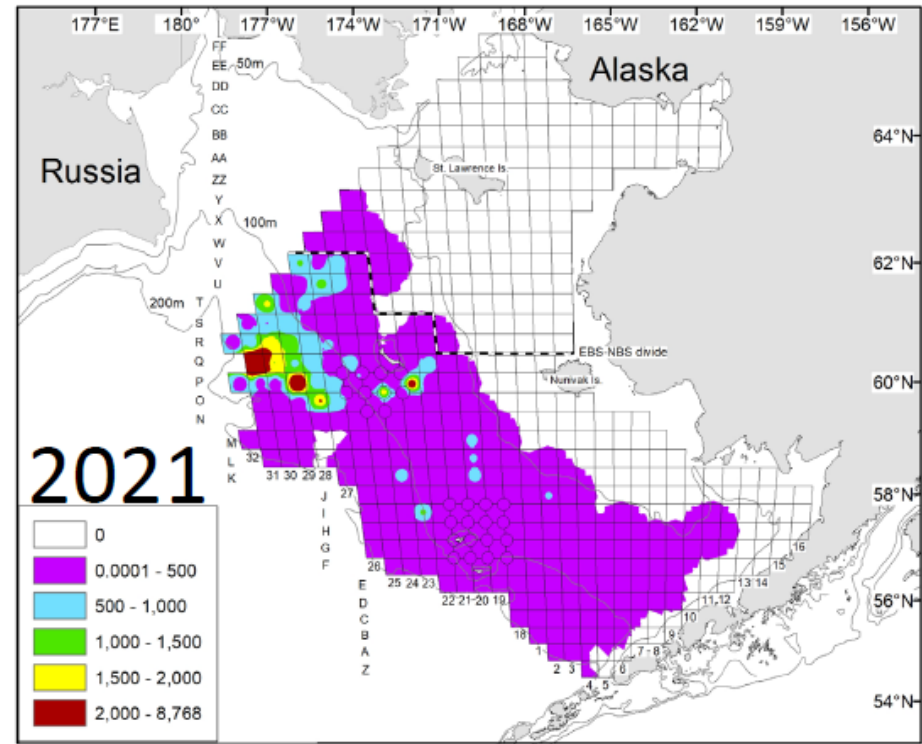 177°E 180° 177°W 174°W 171°W 168°W 165°W 162°W 159°W 156°W
FF
EE
50m
DD
CC
BB
AA
ZZ
Y
X
W
V
U
T
S
R
Q
P
O
N
M
L
K
Alaska
Russia
St. Lawrence Is.
100m
200m
EBS-NBS divide
Nunivak Is.
64°N
62°N
60°N
58°N
56°N
54°N
32
31 30 29 28
27
J
I
H
G
F
26
25 24 23
22 21 20 19
18
E
D
C
B
A
Z
1
2 3
4 5
6
7 8
9
10
11 12
13 14
15
16
2021
0
0.0001 - 500
500 - 1,000
1,000 - 1,500
1,500 - 2,000
2,000 - 8,768